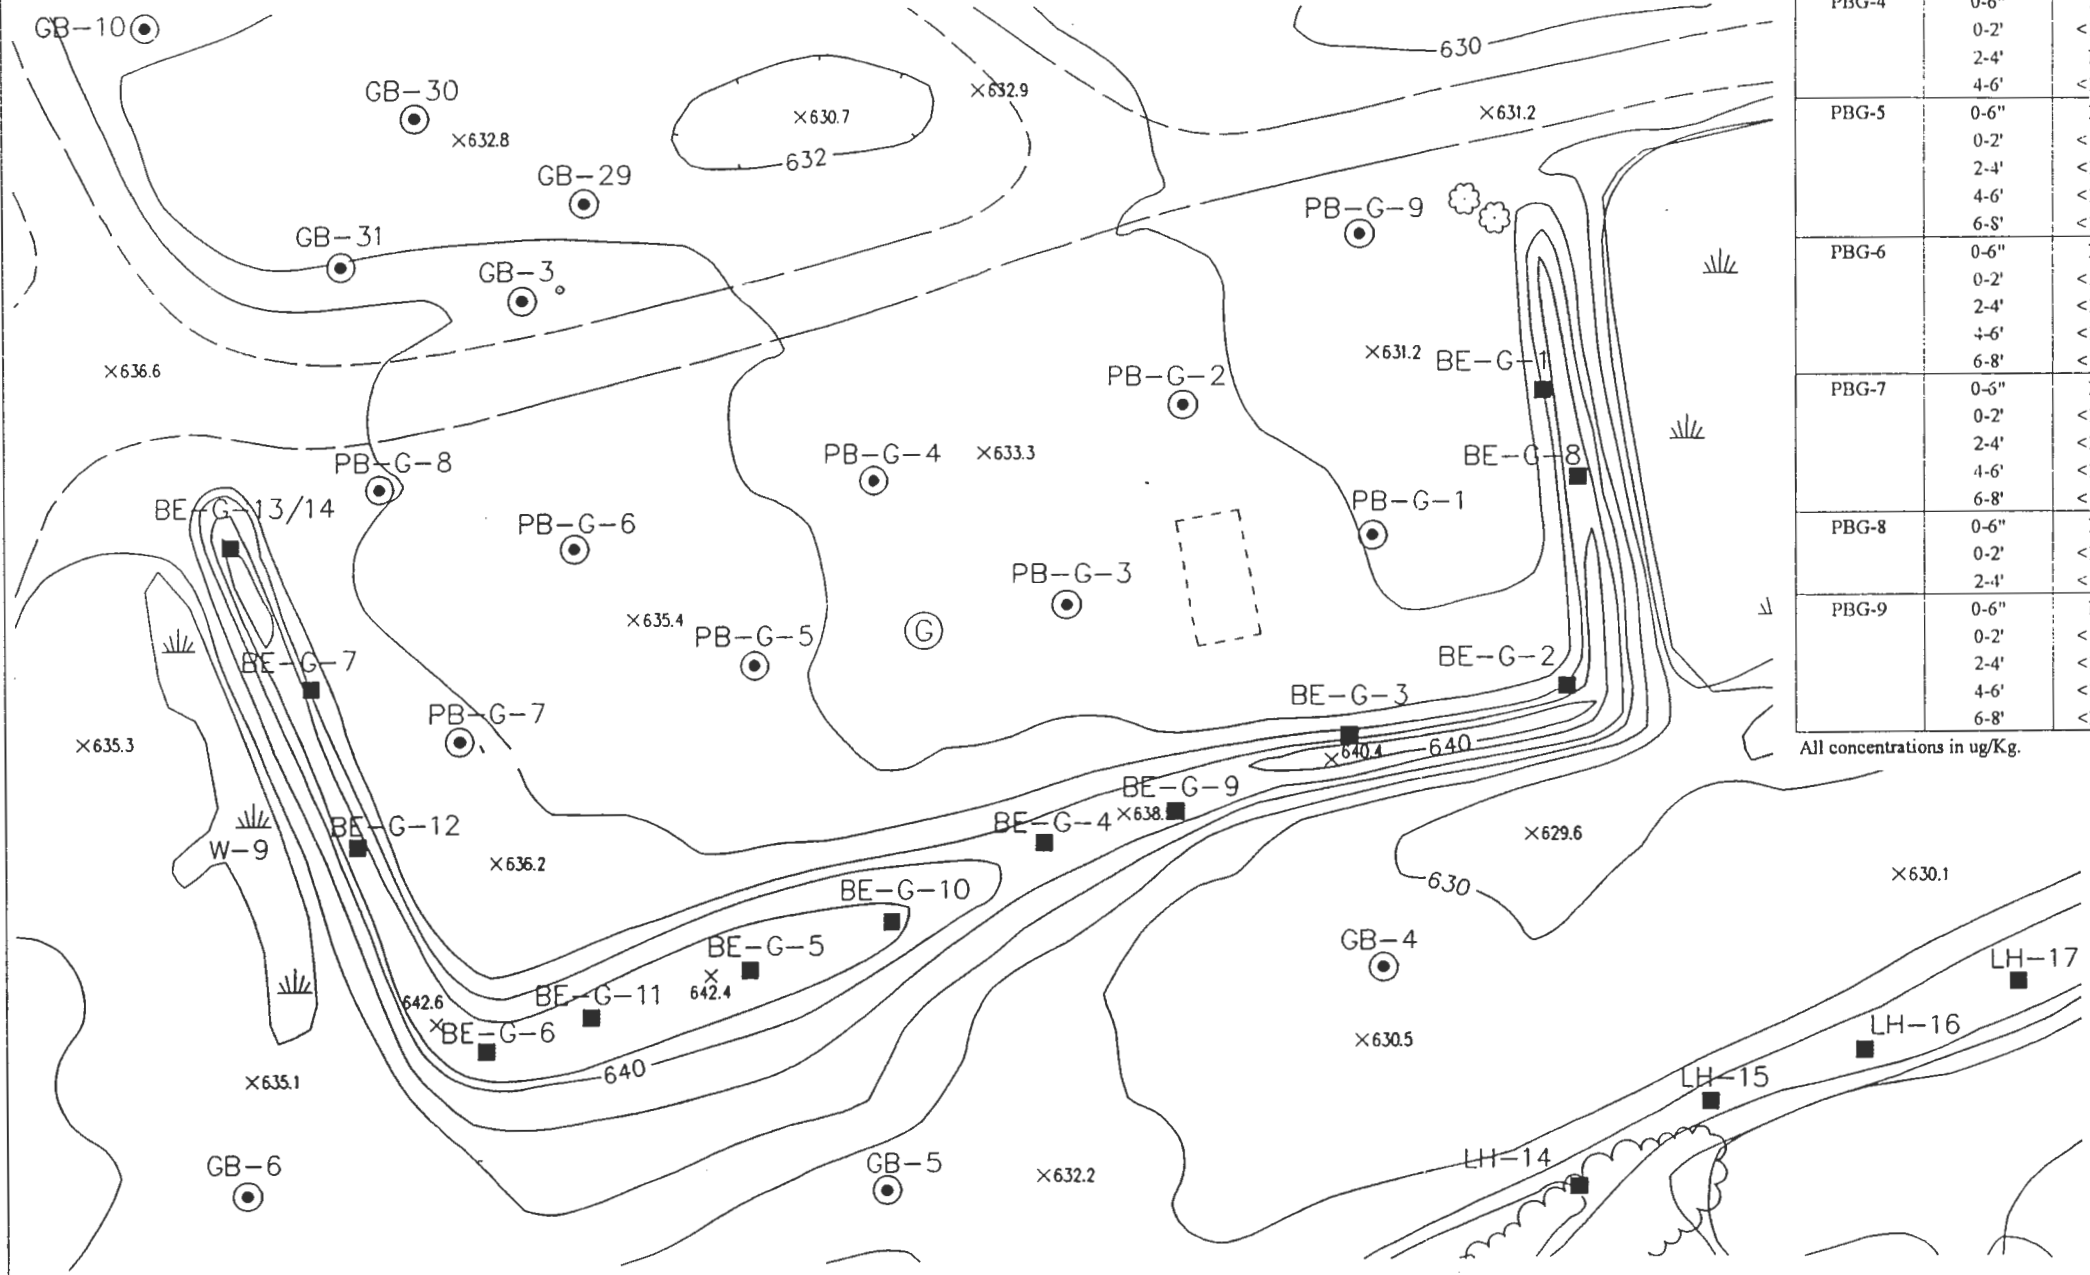 GB-10
GB-30
×632.8
×630.7
632
×632.9
630
×631.2
GB-29
GB-31
GB-3
PB-G-9
×636.6
PB-G-2
×631.2
BE-G-1
PB-G-8
PB-G-4
×633.3
BE-G-8
BE-G-13/14
PB-G-6
PB-G-1
PB-G-3
×635.4
PB-G-5
G
BE-G-7
BE-G-2
BE-G-3
PB-G-7
×635.3
640.4
640
BE-G-9
×638.
BE-G-4
BE-G-12
W-9
×636.2
×629.6
630
×630.1
BE-G-10
BE-G-5
642.4
GB-4
BE-G-11
642.6
BE-G-6
640
×635.1
×630.5
LH-17
LH-16
LH-15
LH-14
GB-6
GB-5
×632.2
PBG-4 0-6"
0-2' <
2-4'
4-6' <
PBG-5 0-6"
0-2' <
2-4' <
4-6' <
6-8' <
PBG-6 0-6"
0-2' <
2-4' <
4-6' <
6-8' <
PBG-7 0-6"
0-2' <
2-4' <
4-6' <
6-8' <
PBG-8 0-6"
0-2' <
2-4' <
PBG-9 0-6"
0-2' <
2-4' <
4-6' <
6-8' <
All concentrations in ug/Kg.